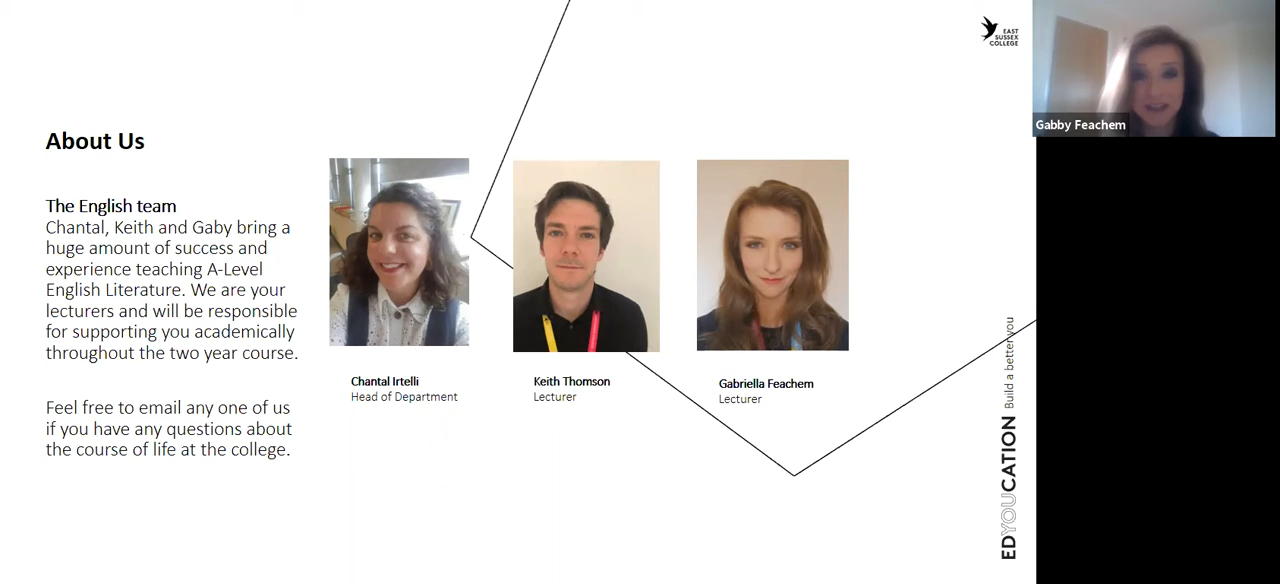 EAST
SUSSEX
COLLEGE
Gabby Feachem
About Us
The English team
Chantal, Keith and Gaby bring a
huge amount of success and
experience teaching A-Level
English Literature. We are your
lecturers and will be responsible
for supporting you academically
throughout the two year course.
Feel free to email any one of us
if you have any questions about
the course of life at the college.
Chantal Irtelli
Head of Department
Keith Thomson
Lecturer
Gabriella Feachem
Lecturer
EDYOUCATION Build a better you